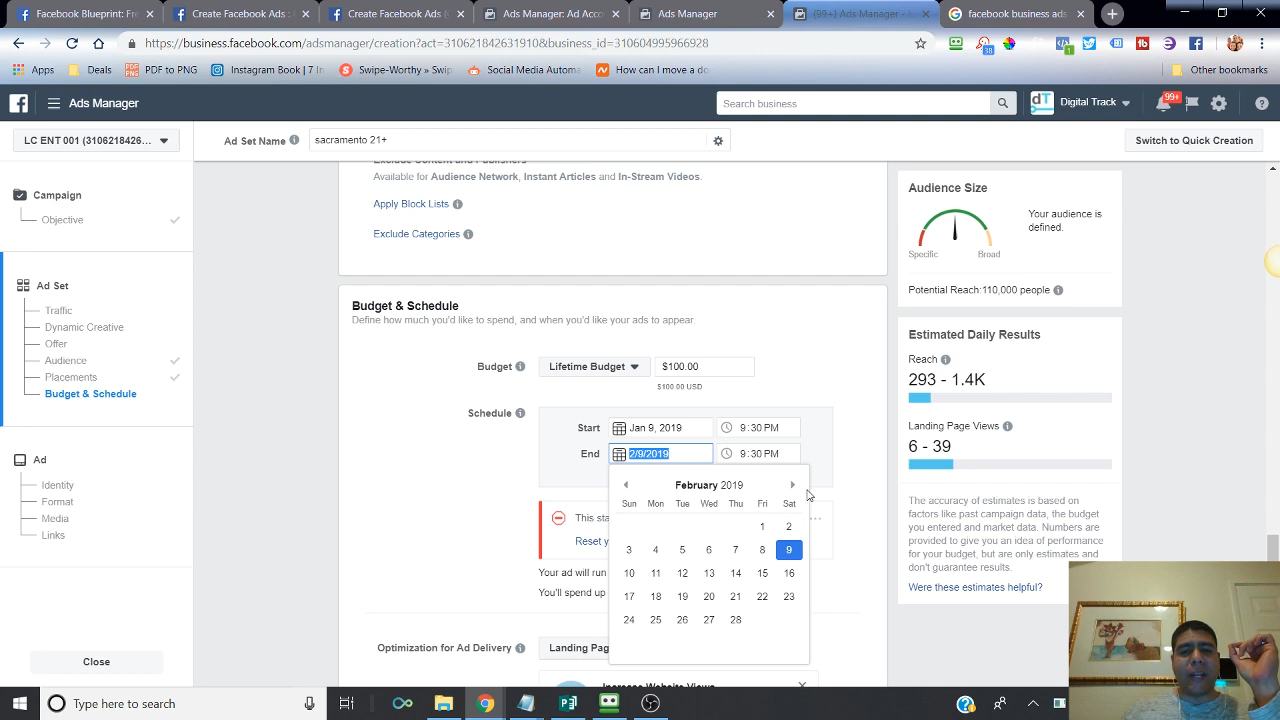 Facebook Blueprint Ess
Create Facebook Ads : 
Create Facebook Ads | 
Ads Manager - Ad Acco
Ads Manager
(99+) Ads Manager - A
facebook business ads
https://business.facebook.com/adsmanager/creation?act=310621842631910&business_id=310604995966928
38
1
Apps
Deals
PDF to PNG
Instagram Book | 7 In
Swipe-Worthy » Swip
Social Media Automa
How can I move a do
Other bookmarks
Ads Manager
Search business
dT
Digital Track
99+
LC ENT 001 (3106218426...
Ad Set Name
sacramento 21+
Switch to Quick Creation
Campaign
Objective
Ad Set
Traffic
Dynamic Creative
Offer
Audience
Placements
Budget & Schedule
Ad
Identity
Format
Media
Links
Close
Exclude Content and Publishers
Available for Audience Network, Instant Articles and In-Stream Videos.
Apply Block Lists
Exclude Categories
Budget & Schedule
Define how much you'd like to spend, and when you'd like your ads to appear.
Budget
Lifetime Budget
$100.00
$100.00 USD
Schedule
Start
Jan 9, 2019
9:30 PM
End
2/9/2019
9:30 PM
February 2019
Sun Mon Tue Wed Thu Fri Sat
1 2
3 4 5 6 7 8 9
10 11 12 13 14 15 16
17 18 19 20 21 22 23
24 25 26 27 28
This sta
Reset y
Your ad will run
You'll spend up
Optimization for Ad Delivery
Landing Pag
Increase Website Views
Audience Size
Your audience is
defined.
Specific
Broad
Potential Reach:110,000 people
Estimated Daily Results
Reach
293 - 1.4K
Landing Page Views
6 - 39
The accuracy of estimates is based on
factors like past campaign data, the budget
you entered and market data. Numbers are
provided to give you an idea of performance
for your budget, but are only estimates and
don't guarantee results.
Were these estimates helpful?
Type here to search